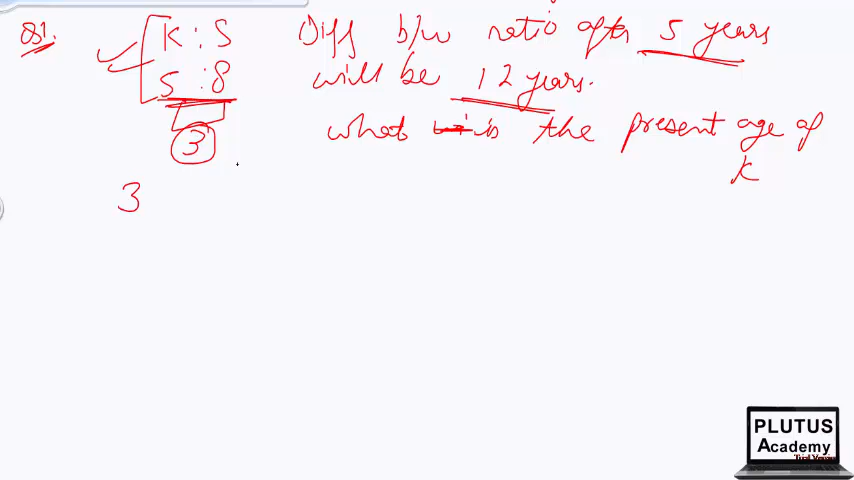 Q1. K : S Diff b/w ratio after 5 years
5 : 8 will be 12 years.
3 what is the present age of
K
3
PLUTUS
Academy